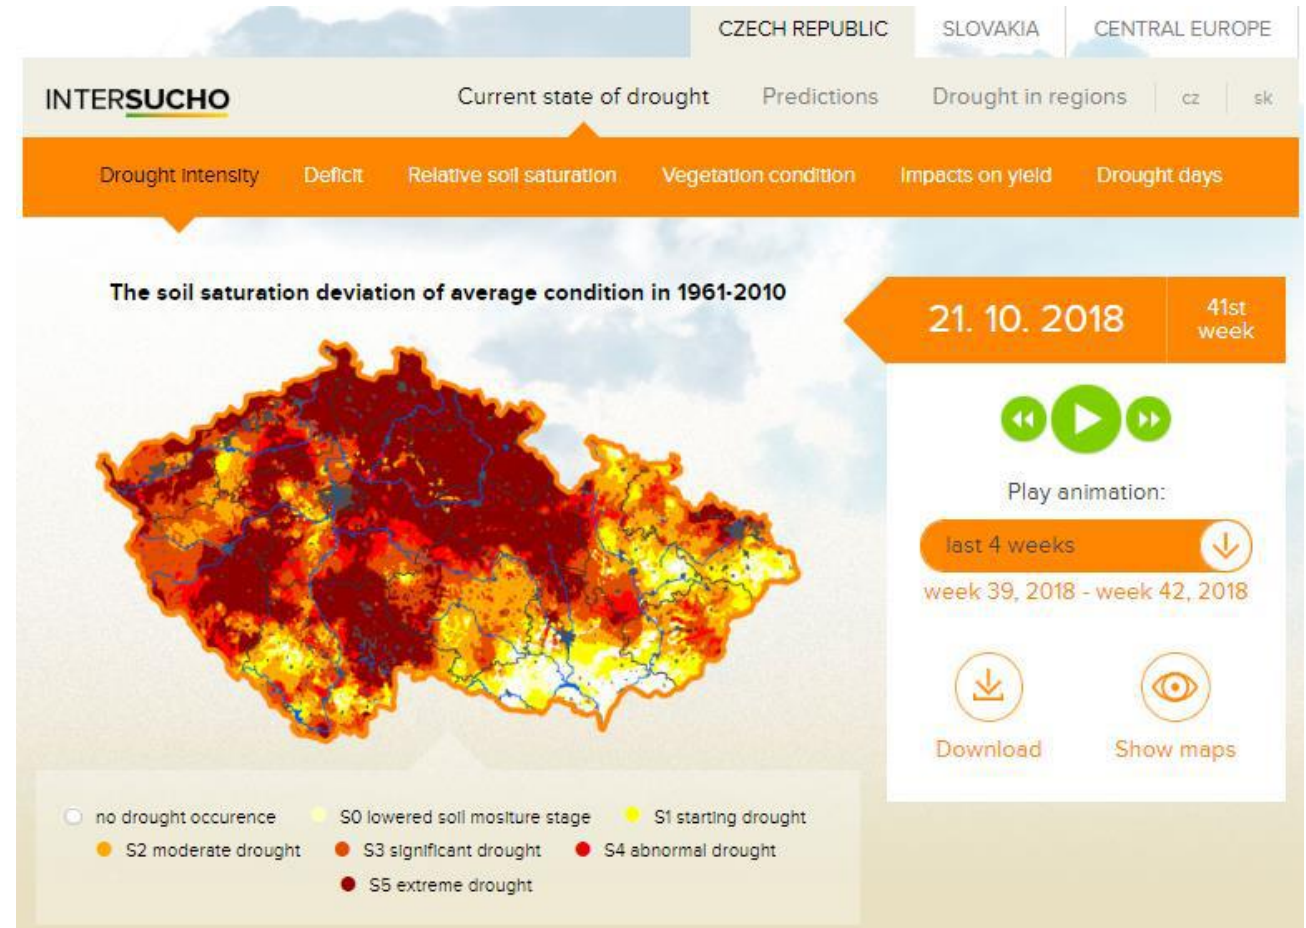 CZECH REPUBLIC SLOVAKIA CENTRAL EUROPE
INTERSUCHO Current state of drought Predictions Drought in regions cz sk
Drought intensity Deficit Relative soil saturation Vegetation condition Impacts on yield Drought days
The soil saturation deviation of average condition in 1961-2010
21. 10. 2018
41st
week
Play animation:
last 4 weeks
week 39, 2018 - week 42, 2018
Download Show maps
no drought occurence S0 lowered soil mositure stage S1 starting drought
S2 moderate drought S3 significant drought S4 abnormal drought
S5 extreme drought